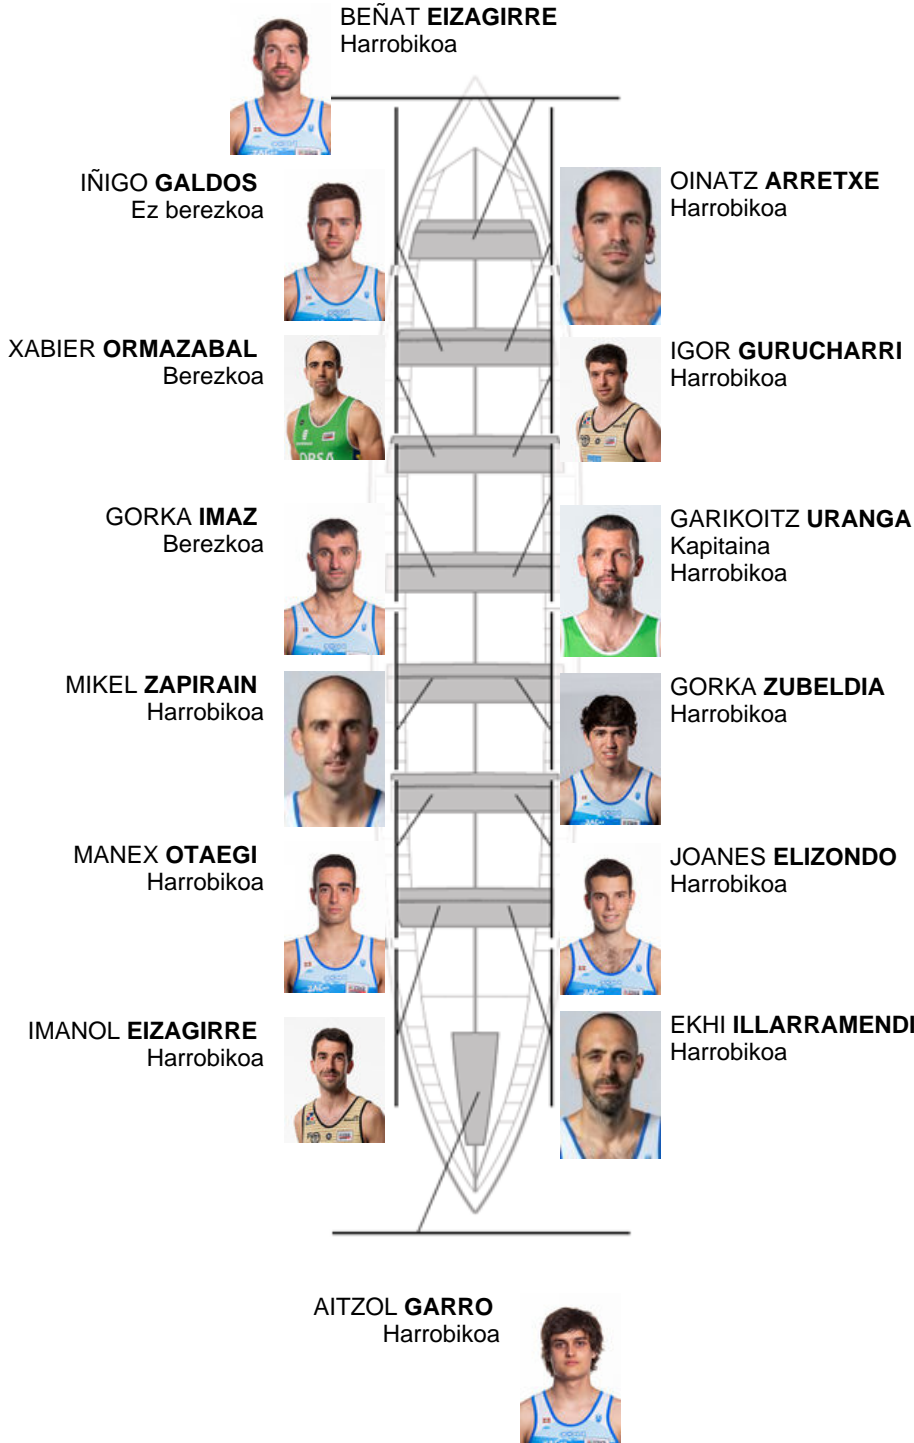 BEÑAT EIZAGIRRE
Harrobikoa
IÑIGO GALDOS
Ez berezkoa
OINATZ ARRETXE
Harrobikoa
XABIER ORMAZABAL
Berezkoa
IGOR GURUCHARRI
Harrobikoa
GORKA IMAZ
Berezkoa
GARIKOITZ URANGA
Kapitaina
Harrobikoa
MIKEL ZAPIRAIN
Harrobikoa
GORKA ZUBELDIA
Harrobikoa
MANEX OTAEGI
Harrobikoa
JOANES ELIZONDO
Harrobikoa
IMANOL EIZAGIRRE
Harrobikoa
EKHI ILLARRAMENDI
Harrobikoa
AITZOL GARRO
Harrobikoa